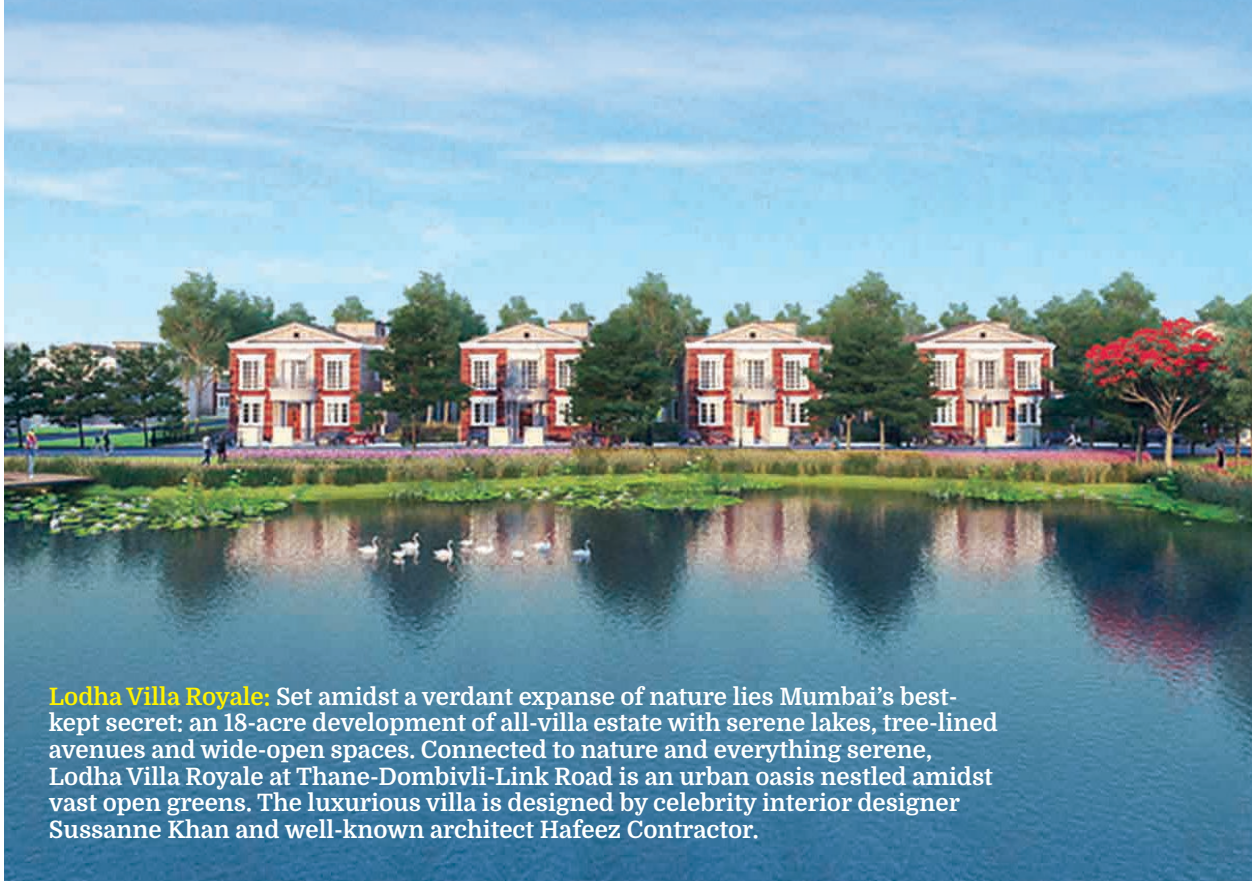 Lodha Villa Royale: Set amidst a verdant expanse of nature lies Mumbai’s best-
kept secret: an 18-acre development of all-villa estate with serene lakes, tree-lined
avenues and wide-open spaces. Connected to nature and everything serene,
Lodha Villa Royale at Thane-Dombivli-Link Road is an urban oasis nestled amidst
vast open greens. The luxurious villa is designed by celebrity interior designer
Sussanne Khan and well-known architect Hafeez Contractor.